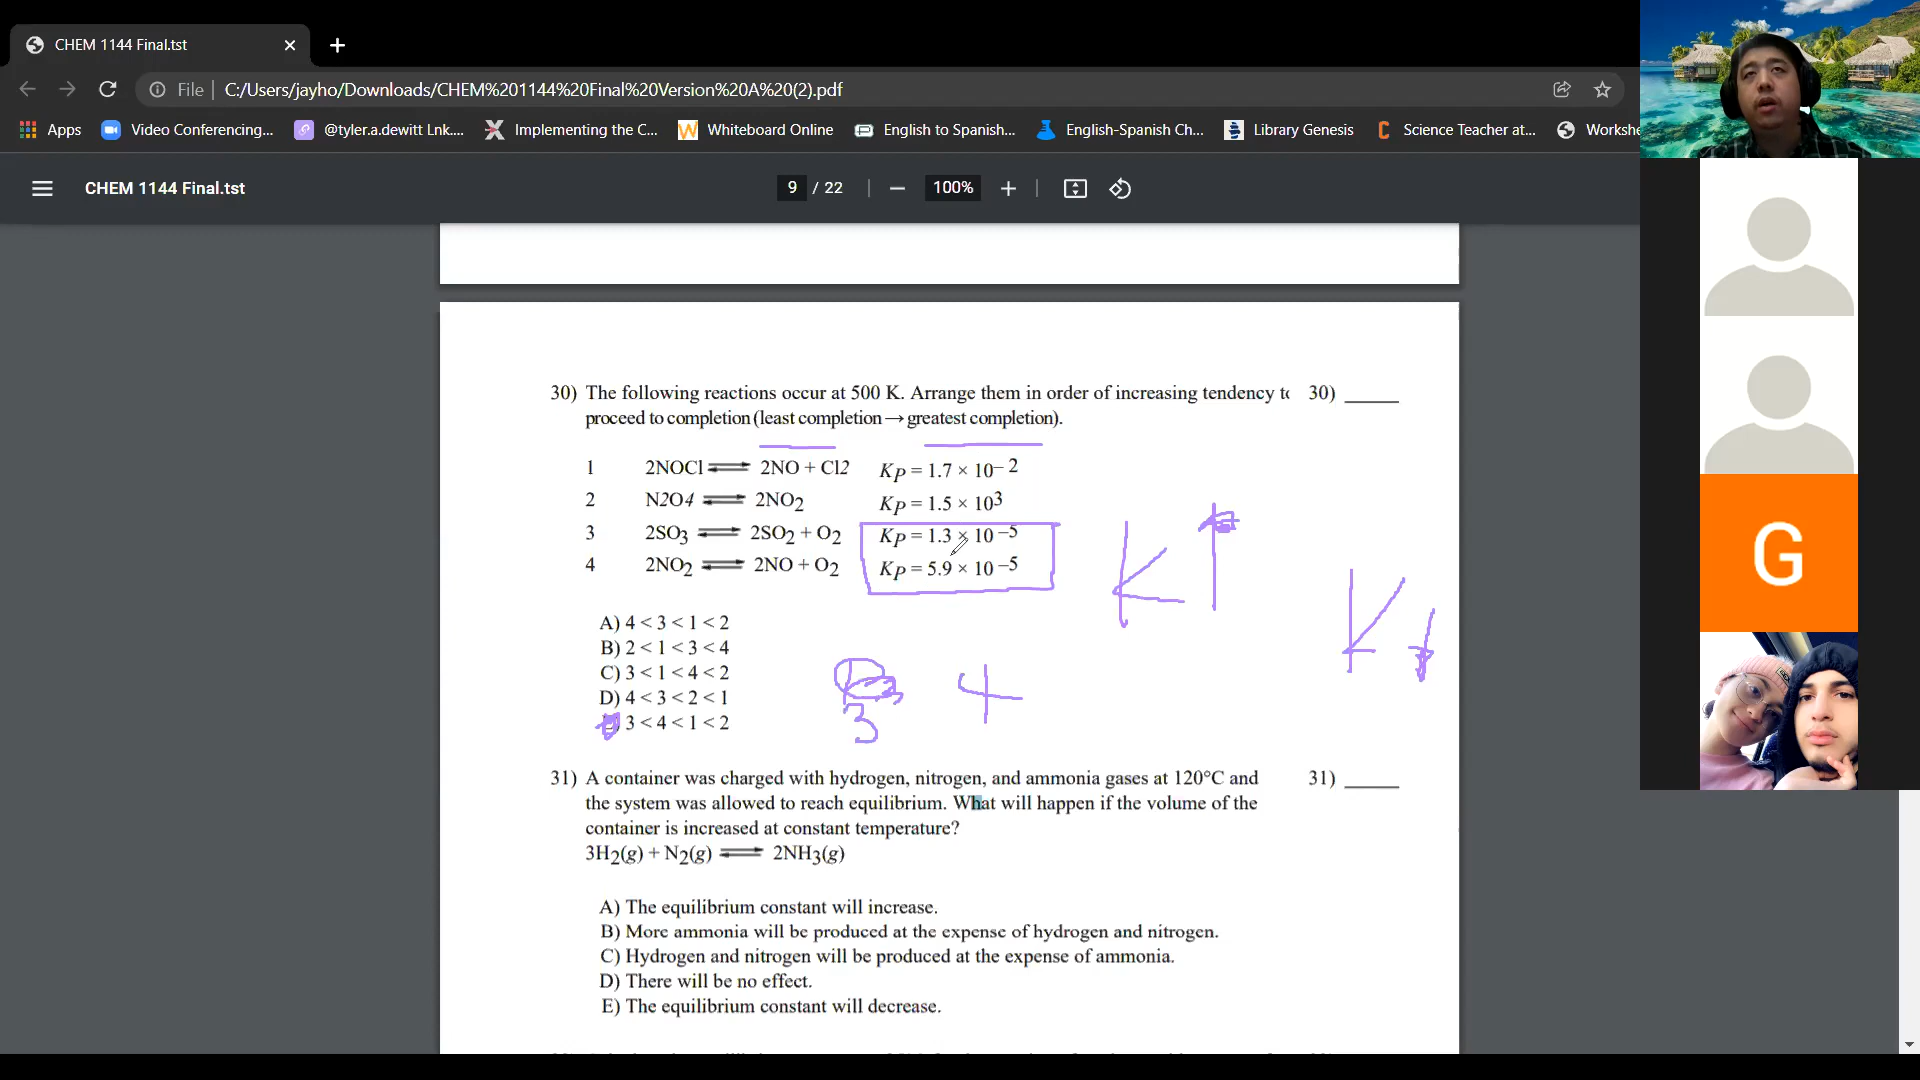 CHEM 1144 Final.tst
File
C:/Users/jayho/Downloads/CHEM%201144%20Final%20Version%20A%20(2).pdf
Apps
Video Conferencing...
@tyler.a.dewitt Lnk....
Implementing the C...
Whiteboard Online
English to Spanish...
English-Spanish Ch...
Library Genesis
Science Teacher at...
Workshe
CHEM 1144 Final.tst
9 / 22
100%
30) The following reactions occur at 500 K. Arrange them in order of increasing tendency to 30) ______
proceed to completion (least completion → greatest completion).
1 2NOCl ⇌ 2NO + Cl2 KP = 1.7 × 10-2
2 N2O4 ⇌ 2NO2 KP = 1.5 × 103
3 2SO3 ⇌ 2SO2 + O2 KP = 1.3 × 10-5
4 2NO2 ⇌ 2NO + O2 KP = 5.9 × 10-5
K
K
A) 4 < 3 < 1 < 2
B) 2 < 1 < 3 < 4
C) 3 < 1 < 4 < 2
D) 4 < 3 < 2 < 1
3 < 4 < 1 < 2
3 4
31) A container was charged with hydrogen, nitrogen, and ammonia gases at 120°C and 31) ______
the system was allowed to reach equilibrium. What will happen if the volume of the
container is increased at constant temperature?
3H2(g) + N2(g) ⇌ 2NH3(g)
A) The equilibrium constant will increase.
B) More ammonia will be produced at the expense of hydrogen and nitrogen.
C) Hydrogen and nitrogen will be produced at the expense of ammonia.
D) There will be no effect.
E) The equilibrium constant will decrease.
G